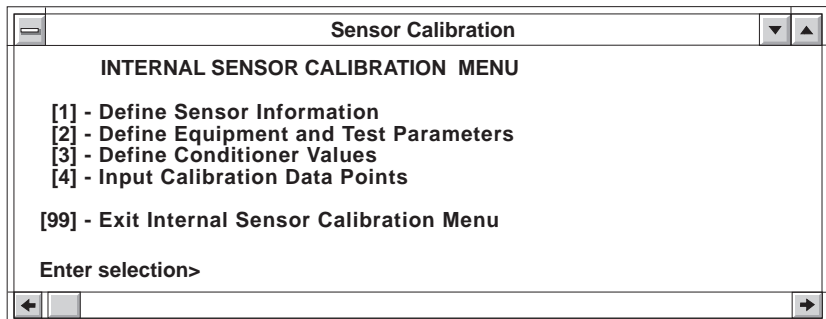 Sensor Calibration
INTERNAL SENSOR CALIBRATION MENU
[1] - Define Sensor Information
[2] - Define Equipment and Test Parameters
[3] - Define Conditioner Values
[4] - Input Calibration Data Points
[99] - Exit Internal Sensor Calibration Menu
Enter selection>